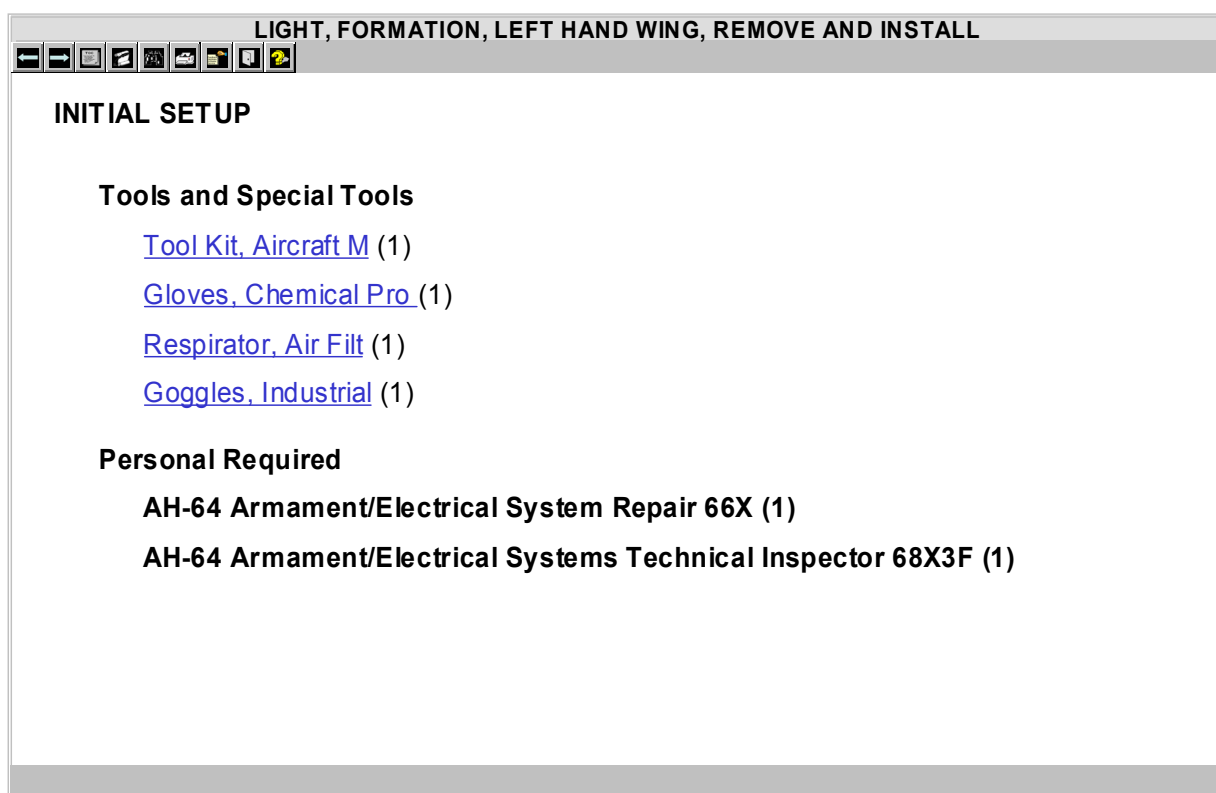 LIGHT, FORMATION, LEFT HAND WING, REMOVE AND INSTALL
INITIAL SETUP
Tools and Special Tools
Tool Kit, Aircraft M (1)
Gloves, Chemical Pro (1)
Respirator, Air Filt (1)
Goggles, Industrial (1)
Personal Required
AH-64 Armament/Electrical System Repair 66X (1)
AH-64 Armament/Electrical Systems Technical Inspector 68X3F (1)